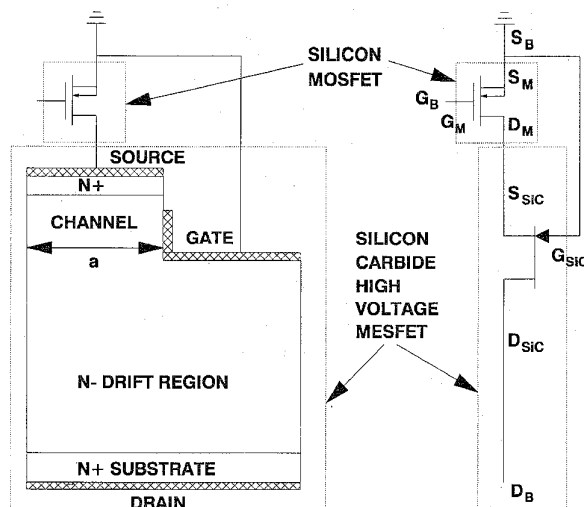 SILICON
MOSFET
SOURCE
N+
CHANNEL
a
GATE
N- DRIFT REGION
N+ SUBSTRATE
DRAIN
SILICON
CARBIDE
HIGH
VOLTAGE
MESFET
S_B
S_M
G_B
G_M
D_M
S_SiC
G_SiC
D_SiC
D_B